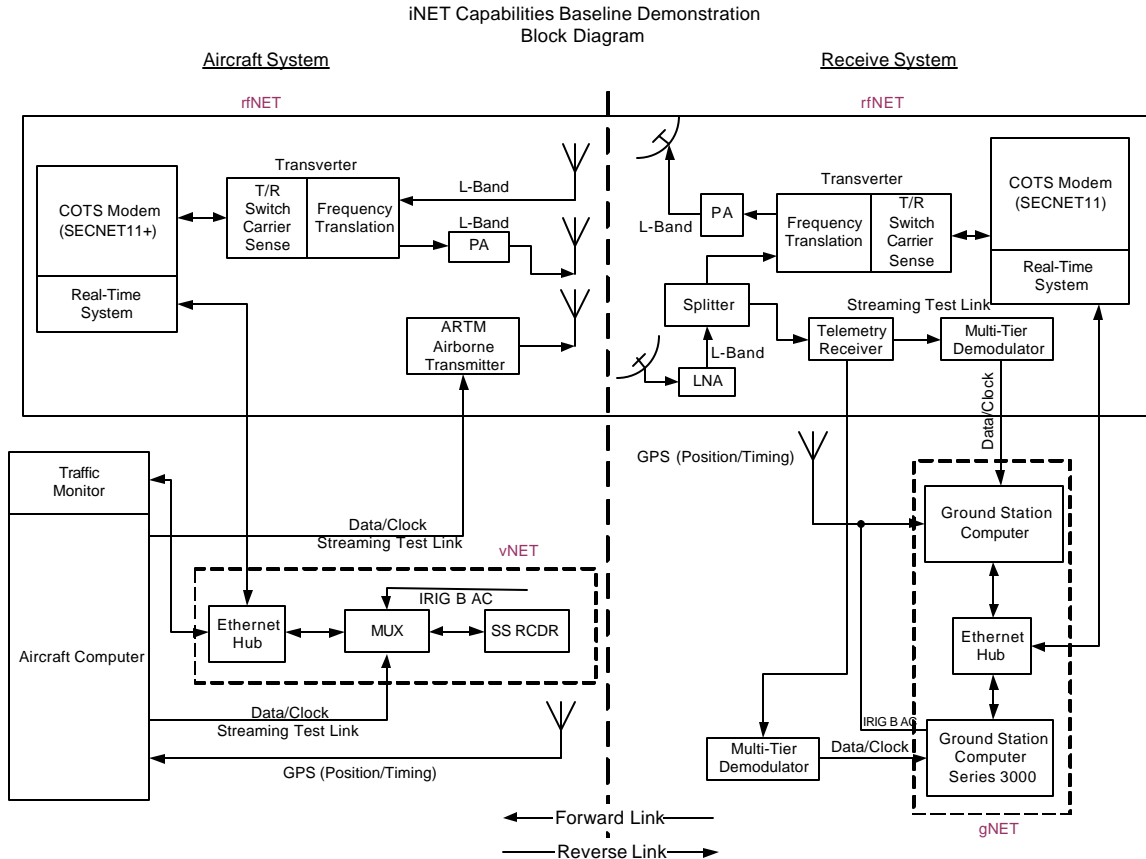 iNET Capabilities Baseline Demonstration
Block Diagram
Aircraft System
Receive System
rfNET
rfNET
COTS Modem
(SECNET11+)
Real-Time
System
Transverter
T/R
Switch
Carrier
Sense
Frequency
Translation
L-Band
L-Band
PA
ARTM
Airborne
Transmitter
L-Band
PA
Transverter
Frequency
Translation
T/R
Switch
Carrier
Sense
COTS Modem
(SECNET11)
Real-Time
System
Splitter
L-Band
LNA
Streaming Test Link
Telemetry
Receiver
Multi-Tier
Demodulator
Data/Clock
Traffic
Monitor
Aircraft Computer
Data/Clock
Streaming Test Link
vNET
IRIG B AC
Ethernet
Hub
MUX
SS RCDR
Data/Clock
Streaming Test Link
GPS (Position/Timing)
GPS (Position/Timing)
Ground Station
Computer
Ethernet
Hub
IRIG B AC
Ground Station
Computer
Series 3000
Multi-Tier
Demodulator
Data/Clock
gNET
Forward Link
Reverse Link